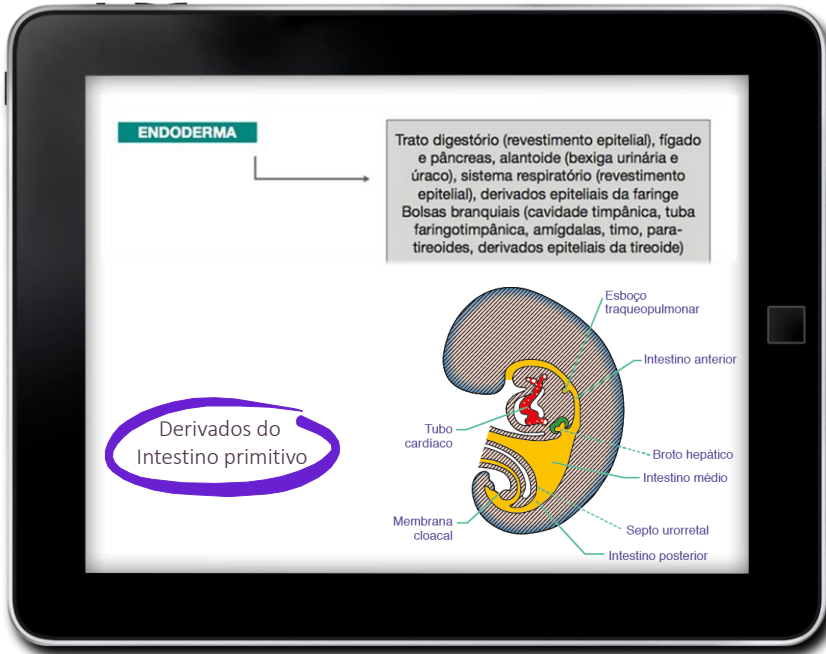 ENDODERMA
Trato digestório (revestimento epitelial), fígado
e pâncreas, alantoide (bexiga urinária e
úraco), sistema respiratório (revestimento
epitelial), derivados epiteliais da faringe
Bolsas branquiais (cavidade timpânica, tuba
faringotimpânica, amígdalas, timo, para-
tireoides, derivados epiteliais da tireoide)
Esboço
traqueopulmonar
Intestino anterior
Derivados do
Intestino primitivo
Tubo
cardíaco
Broto hepático
Intestino médio
Membrana
cloacal
Septo urorretal
Intestino posterior